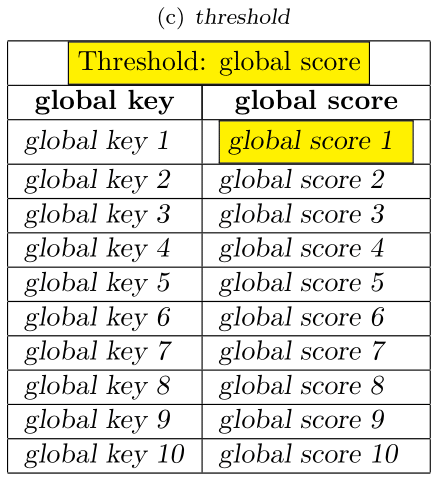 (c) threshold
Threshold: global score
global key global score
global key 1 global score 1
global key 2 global score 2
global key 3 global score 3
global key 4 global score 4
global key 5 global score 5
global key 6 global score 6
global key 7 global score 7
global key 8 global score 8
global key 9 global score 9
global key 10 global score 10